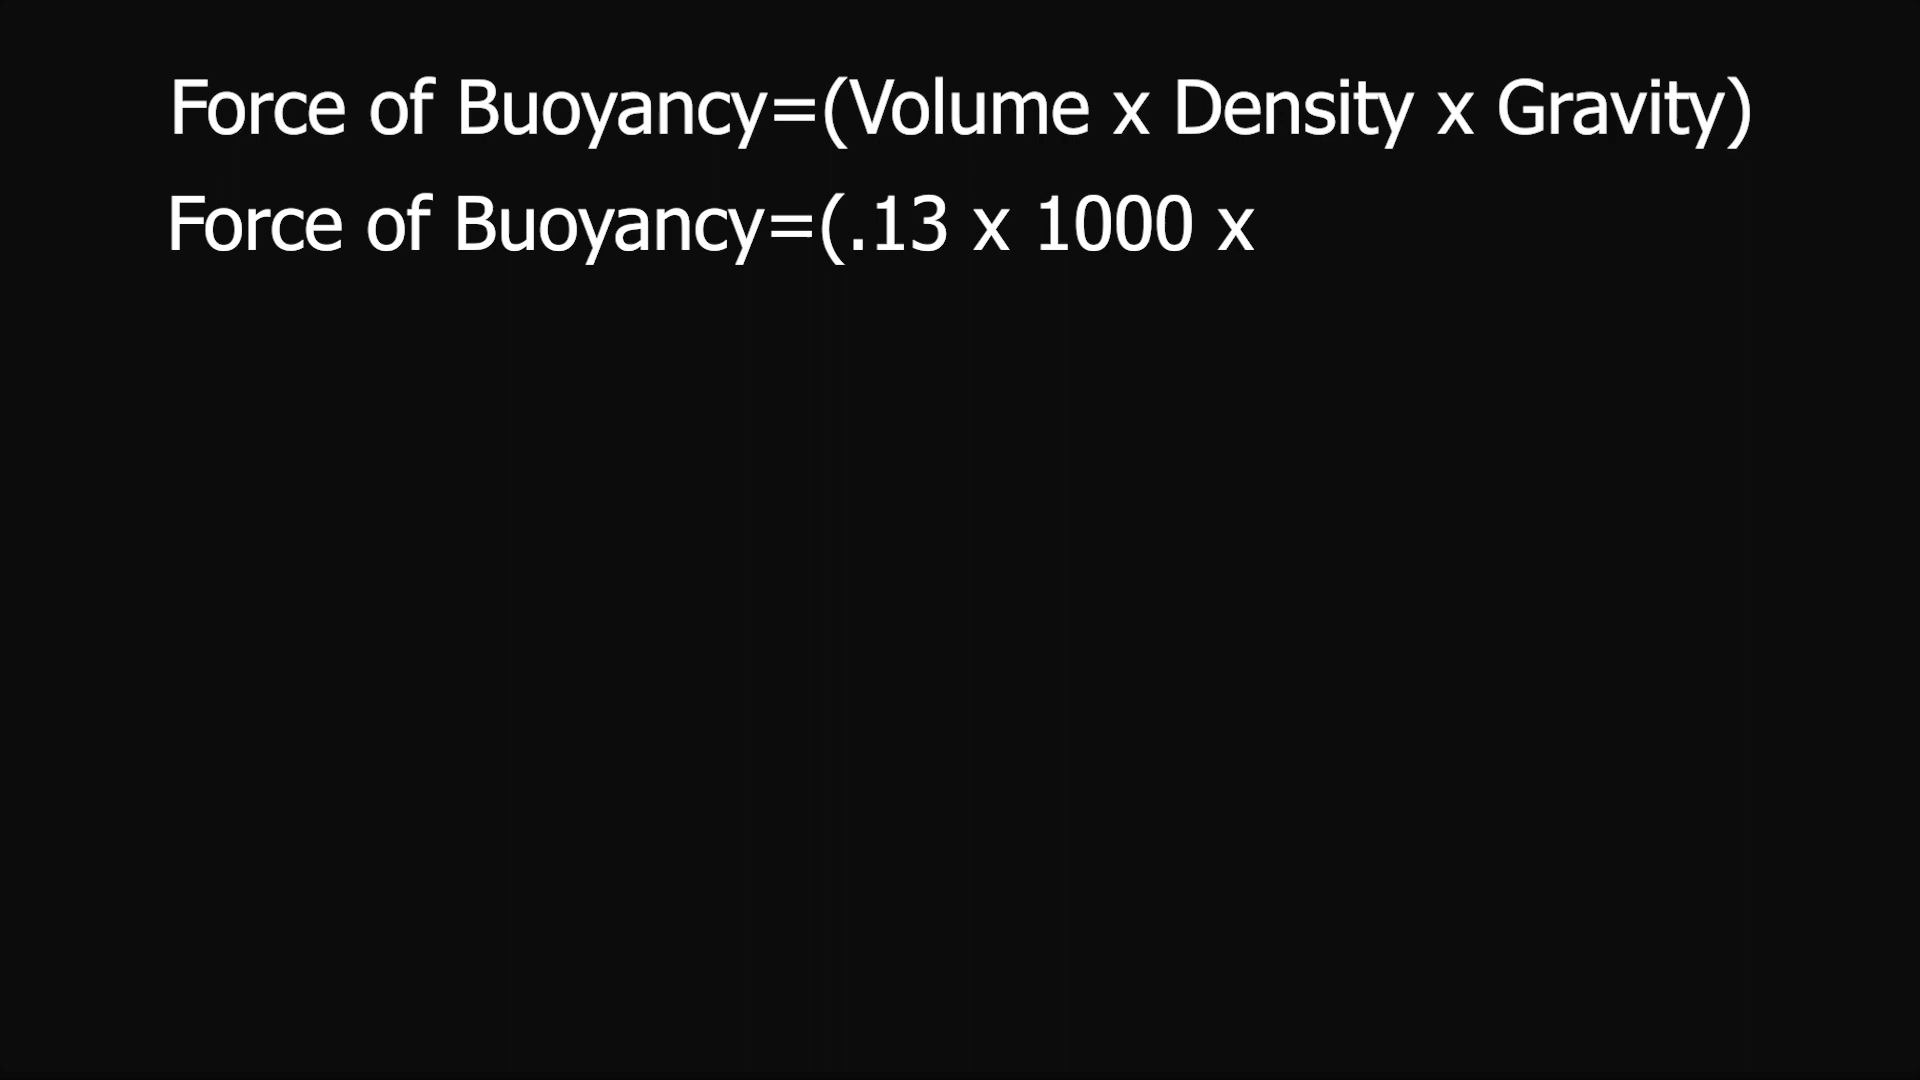 Force of Buoyancy=(Volume x Density x Gravity)
Force of Buoyancy=(.13 x 1000 x